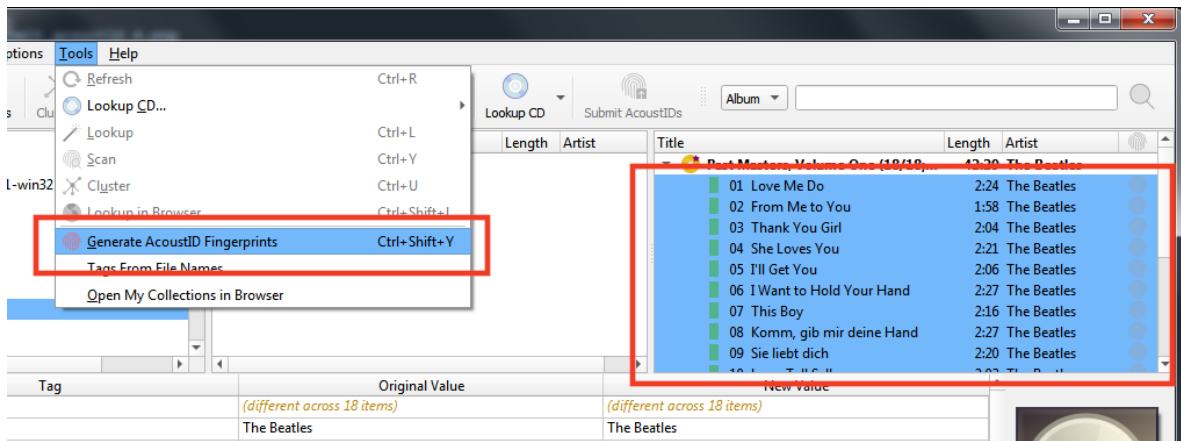 ptions Tools Help
Refresh Ctrl+R
Lookup CD... 
Lookup Ctrl+L
Scan Ctrl+Y
Cluster Ctrl+U
Lookup in Browser Ctrl+Shift+L
Generate AcoustID Fingerprints Ctrl+Shift+Y
Tags From File Names
Open My Collections in Browser
s Clu
Lookup CD Submit AcoustIDs
Album
1-win32
Length Artist
Title Length Artist
Past Masters, Volume One (18/18; ... 42:29 The Beatles
01 Love Me Do 2:24 The Beatles
02 From Me to You 1:58 The Beatles
03 Thank You Girl 2:04 The Beatles
04 She Loves You 2:21 The Beatles
05 I'll Get You 2:06 The Beatles
06 I Want to Hold Your Hand 2:27 The Beatles
07 This Boy 2:16 The Beatles
08 Komm, gib mir deine Hand 2:27 The Beatles
09 Sie liebt dich 2:20 The Beatles
Tag Original Value New Value
(different across 18 items) (different across 18 items)
The Beatles The Beatles